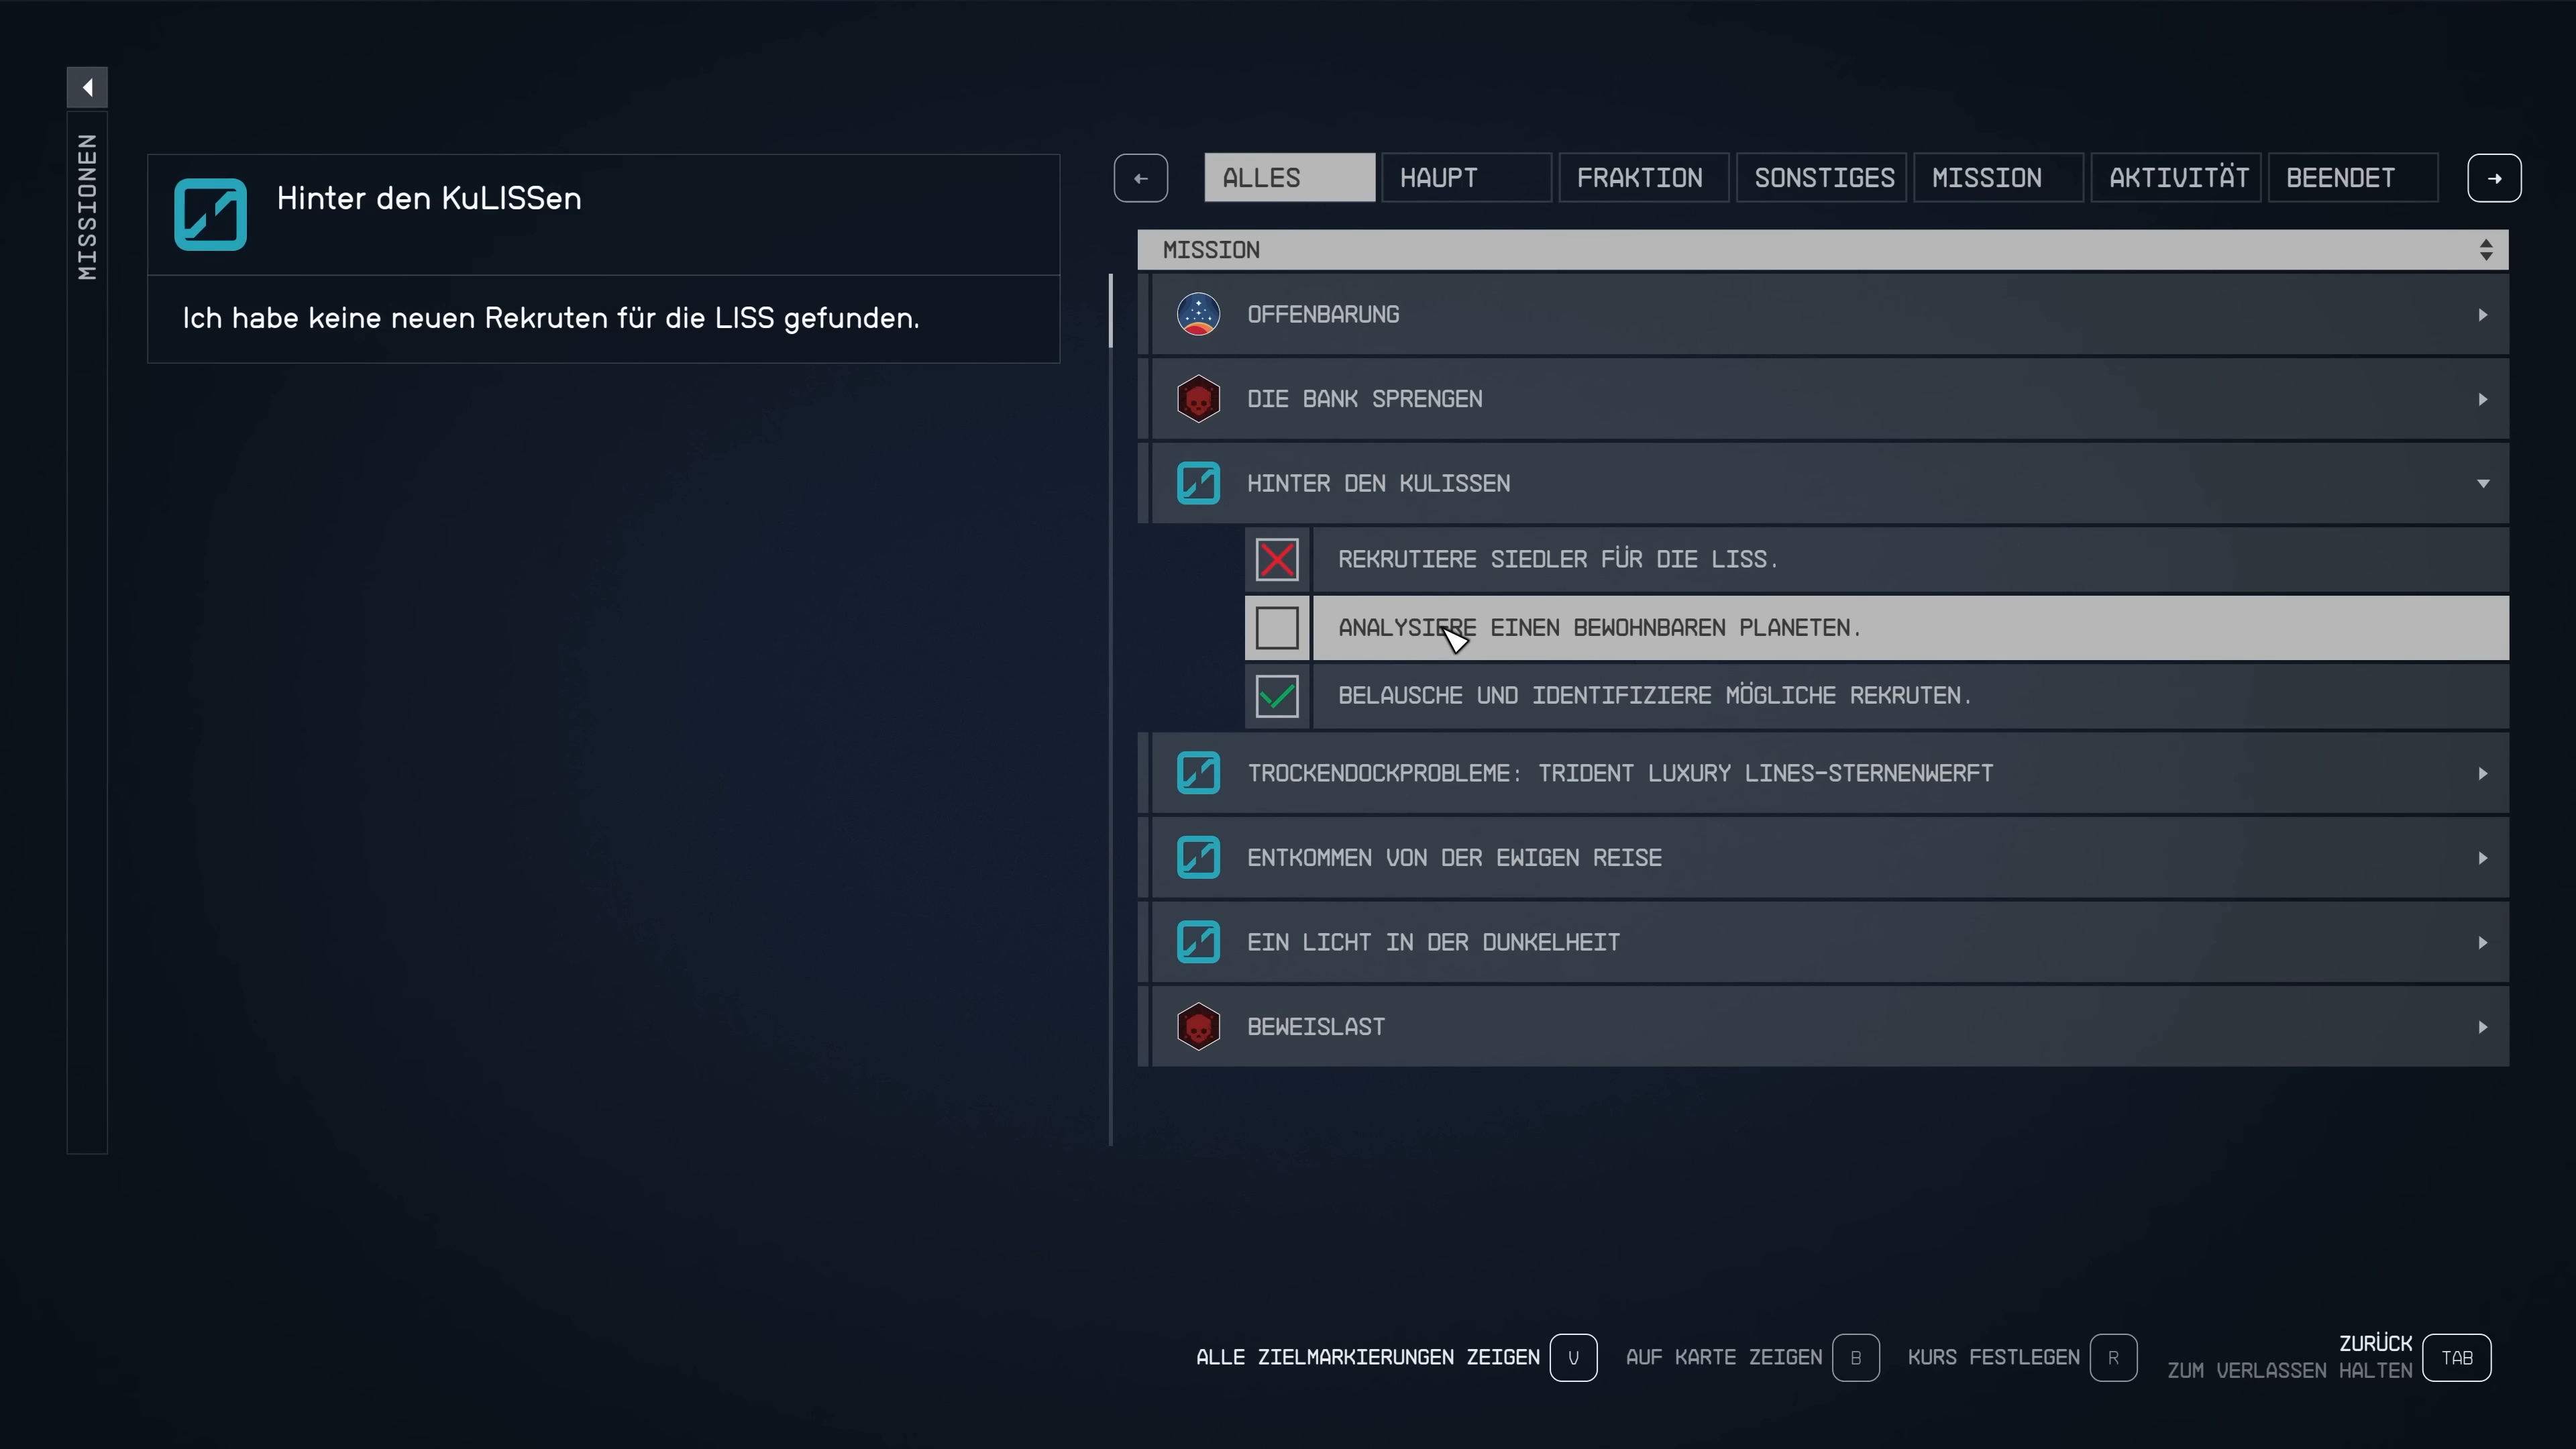 MISSIONEN
Hinter den KuLISSen
Ich habe keine neuen Rekruten für die LISS gefunden.
ALLES HAUPT FRAKTION SONSTIGES MISSION AKTIVITÄT BEENDET
MISSION
OFFENBARUNG
DIE BANK SPRENGEN
HINTER DEN KULISSEN
REKRUTIERE SIEDLER FÜR DIE LISS.
ANALYSIERE EINEN BEWOHNBAREN PLANETEN.
BELAUSCHE UND IDENTIFIZIERE MÖGLICHE REKRUTEN.
TROCKENDOCKPROBLEME: TRIDENT LUXURY LINES-STERNENWERFT
ENTKOMMEN VON DER EWIGEN REISE
EIN LICHT IN DER DUNKELHEIT
BEWEISLAST
ALLE ZIELMARKIERUNGEN ZEIGEN V AUF KARTE ZEIGEN B KURS FESTLEGEN R ZURÜCK TAB
ZUM VERLASSEN HALTEN